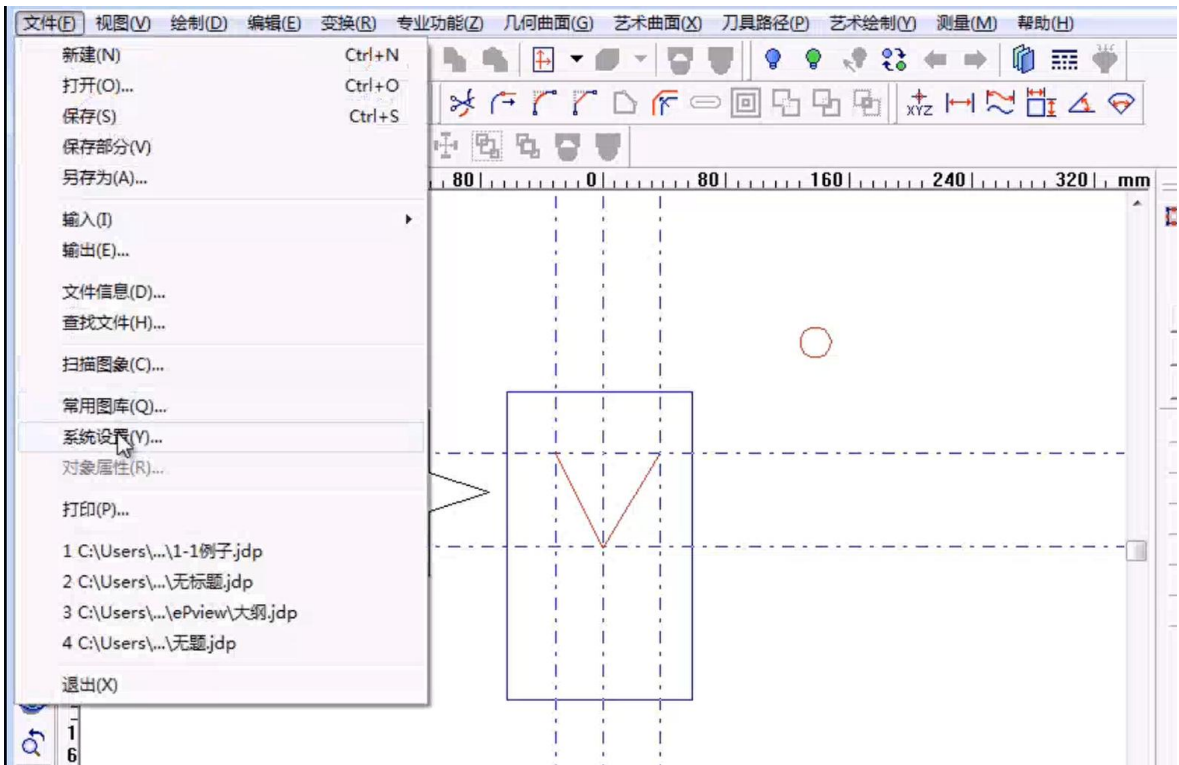 文件(F) 视图(V) 绘制(D) 编辑(E) 变换(R) 专业功能(Z) 几何曲面(G) 艺术曲面(X) 刀具路径(P) 艺术绘制(Y) 测量(M) 帮助(H)
新建(N) Ctrl+N
打开(O)... Ctrl+O
保存(S) Ctrl+S
保存部分(V)
另存为(A)...
输入(I)
输出(E)...
文件信息(D)...
查找文件(H)...
扫描图象(C)...
常用图库(Q)...
系统设置(Y)...
对象属性(R)...
打印(P)...
1 C:\Users\...\1-1例子.jdp
2 C:\Users\...\无标题.jdp
3 C:\Users\...\ePview\大纲.jdp
4 C:\Users\...\无题.jdp
退出(X)
XYZ
80 0 80 160 240 320 mm
1
6